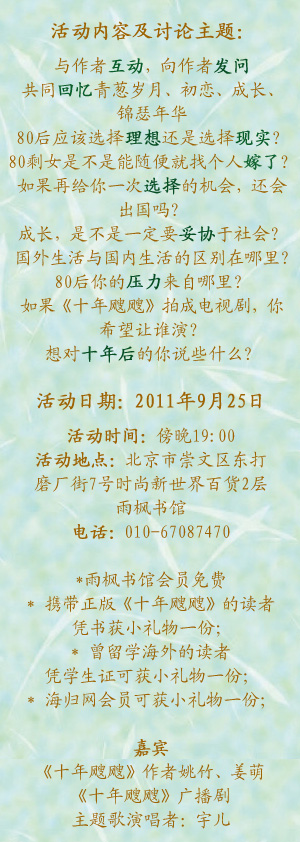 活动内容及讨论主题：
与作者互动，向作者发问
共同回忆青葱岁月、初恋、成长、
锦瑟年华
80后应该选择理想还是选择现实？
80剩女是不是能随便就找个人嫁了？
如果再给你一次选择的机会，还会
出国吗？
成长，是不是一定要妥协于社会？
国外生活与国内生活的区别在哪里？
80后你的压力来自哪里？
如果《十年飕飕》拍成电视剧，你
希望让谁演？
想对十年后的你说些什么？
活动日期：2011年9月25日
活动时间：傍晚19:00
活动地点：北京市崇文区东打
磨厂街7号时尚新世界百货2层
雨枫书馆
电话：010-67087470
*雨枫书馆会员免费
* 携带正版《十年飕飕》的读者
凭书获小礼物一份；
* 曾留学海外的读者
凭学生证可获小礼物一份；
* 海归网会员可获小礼物一份；
嘉宾
《十年飕飕》作者姚竹、姜萌
《十年飕飕》广播剧
主题歌演唱者：宇儿